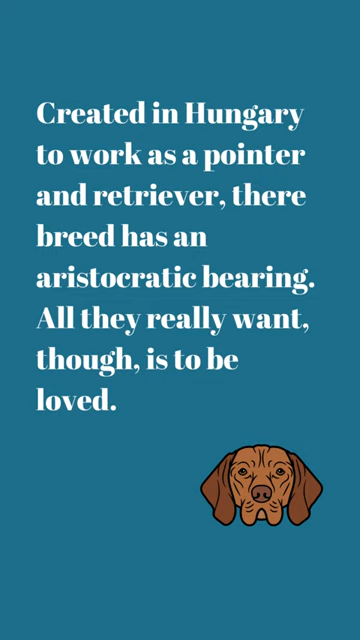 Created in Hungary
to work as a pointer
and retriever, there
breed has an
aristocratic bearing.
All they really want,
though, is to be
loved.